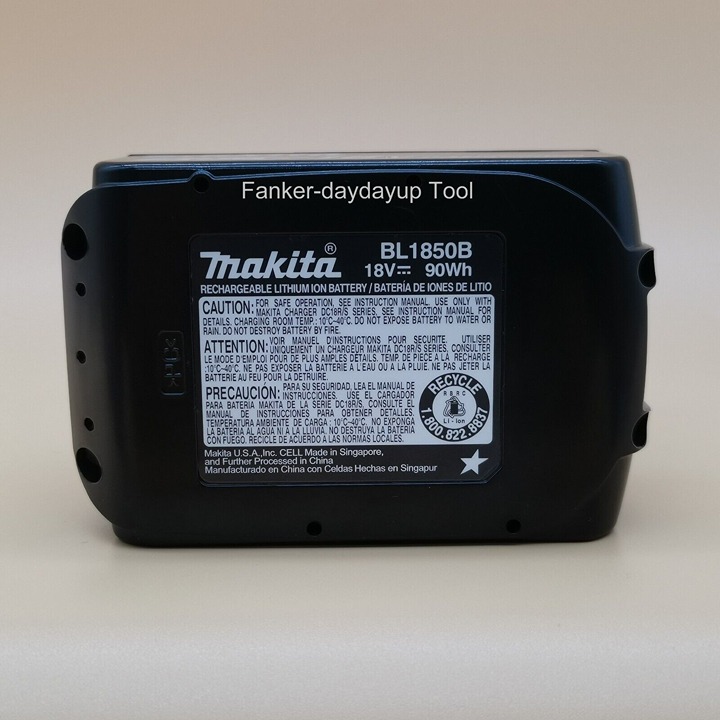 Fanker-daydayup Tool
makita® BL1850B
18V⎓ 90Wh
RECHARGEABLE LITHIUM ION BATTERY / BATERÍA DE IONES DE LITIO
CAUTION: FOR SAFE OPERATION, SEE INSTRUCTION MANUAL. USE ONLY WITH
MAKITA CHARGER DC18R/S SERIES. SEE INSTRUCTION MANUAL FOR
DETAILS. CHARGING ROOM TEMP.: 10°C-40°C. DO NOT EXPOSE BATTERY TO WATER or
RAIN. DO NOT DESTROY BATTERY BY FIRE.
ATTENTION: VOIR MANUEL D'INSTRUCTIONS POUR SECURITE. UTILISER
UNIQUEMENT UN CHARGEUR MAKITA DC18R/S SERIES. CONSULTER
LE MODE D'EMPLOI POUR DE PLUS AMPLES DETAILS. TEMP. DE PIECE A LA RECHARGE
:10°C-40°C. NE PAS EXPOSER LA BATTERIE A L'EAU OU A LA PLUIE. NE PAS JETER LA
BATTERIE AU FEU POUR LA DETRUIRE.
PRECAUCIÓN: PARA SU SEGURIDAD, LEA EL MANUAL DE
INSTRUCCIONES. USE EL CARGADOR
PARA BATERIA MAKITA DE LA SERIE DC18R/S, CONSULTE EL
MANUAL DE INSTRUCCIONES PARA OBTENER DETALLES.
TEMPERATURA AMBIENTE DE CARGA : 10°C-40°C. NO EXPONGA
LA BATERÍA AL AGUA NI A LA LLUVIA. NO DESTRUYA LA BATERÍA
CON FUEGO. RECICLE DE ACUERDO A LAS NORMAS LOCALES.
RECYCLE
RBRC
Li-ion
1.800.822.8837
Makita U.S.A.,Inc. CELL Made in Singapore,
and Further Processed in China
Manufacturado en China con Celdas Hechas en Singapur